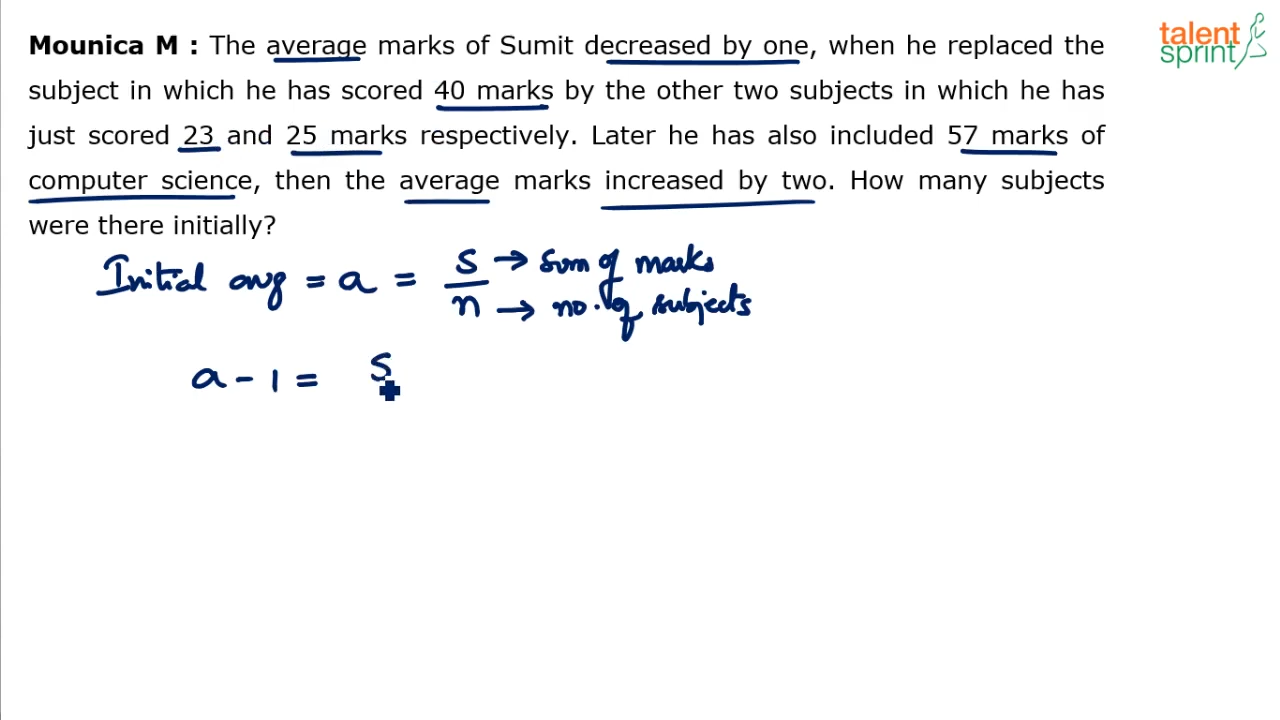 talent
sprint
Mounica M : The average marks of Sumit decreased by one, when he replaced the
subject in which he has scored 40 marks by the other two subjects in which he has
just scored 23 and 25 marks respectively. Later he has also included 57 marks of
computer science, then the average marks increased by two. How many subjects
were there initially?
Initial avg = a = s/n
s → sum of marks
n → no. of subjects
a - 1 = s